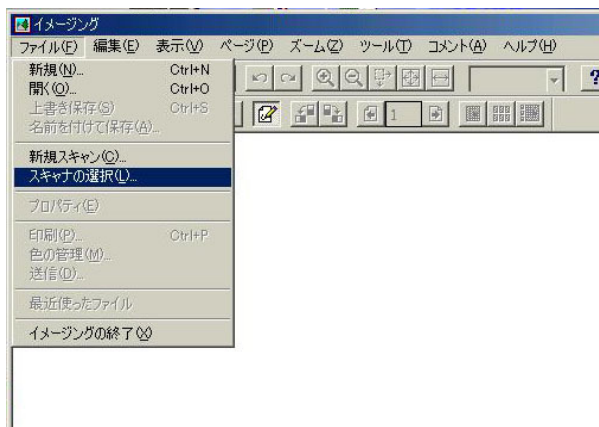 イメージング
ファイル(F) 編集(E) 表示(V) ページ(P) ズーム(Z) ツール(T) コメント(A) ヘルプ(H)
新規(N)... Ctrl+N
開く(O)... Ctrl+O
上書き保存(S) Ctrl+S
名前を付けて保存(A)...
新規スキャン(C)...
スキャナの選択(L)...
プロパティ(E)
印刷(P)... Ctrl+P
色の管理(M)...
送信(D)...
最近使ったファイル
イメージングの終了(X)
?
1